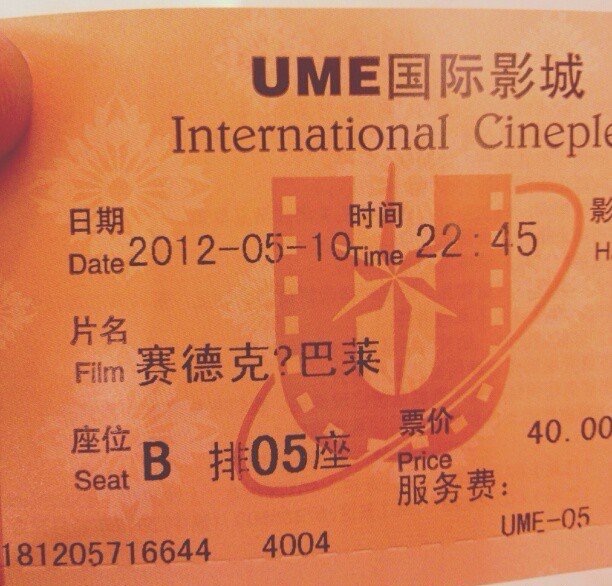 UME国际影城
International Cineple
日期 Date 2012-05-10 时间 Time 22:45 影 H
片名 Film 赛德克?巴莱
座位 Seat B 排05座 票价 Price 40.00
服务费:
UME-05
181205716644 4004